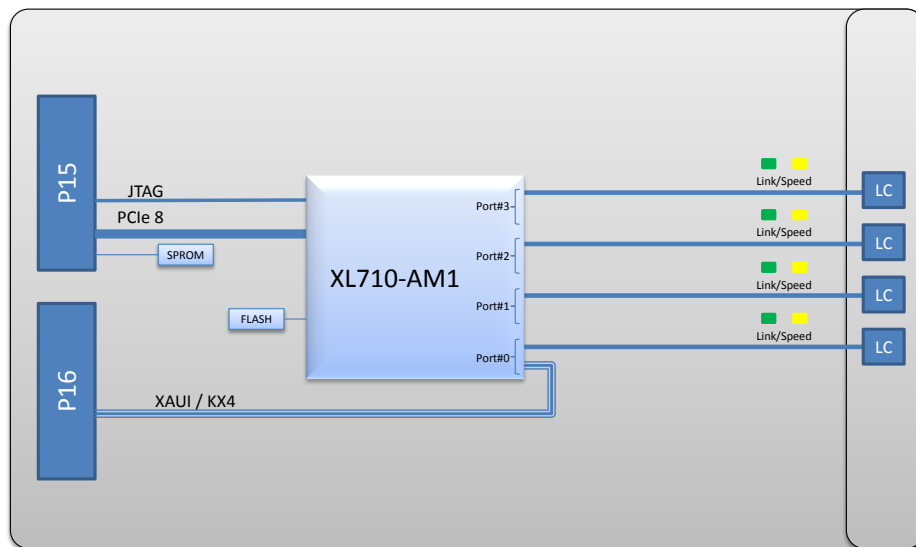 P15
JTAG
PCIe 8
SPROM
FLASH
P16
XAUI / KX4
XL710-AM1
Port#3
Port#2
Port#1
Port#0
Link/Speed
LC
Link/Speed
LC
Link/Speed
LC
Link/Speed
LC